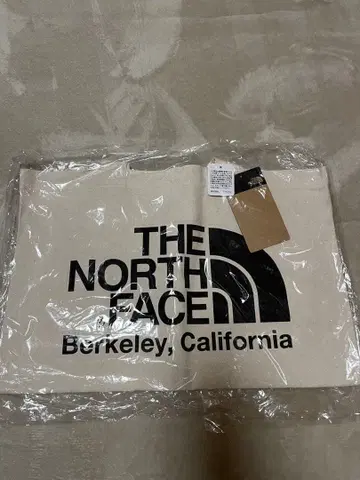 THE
NORTH
FACE
Berkeley, California